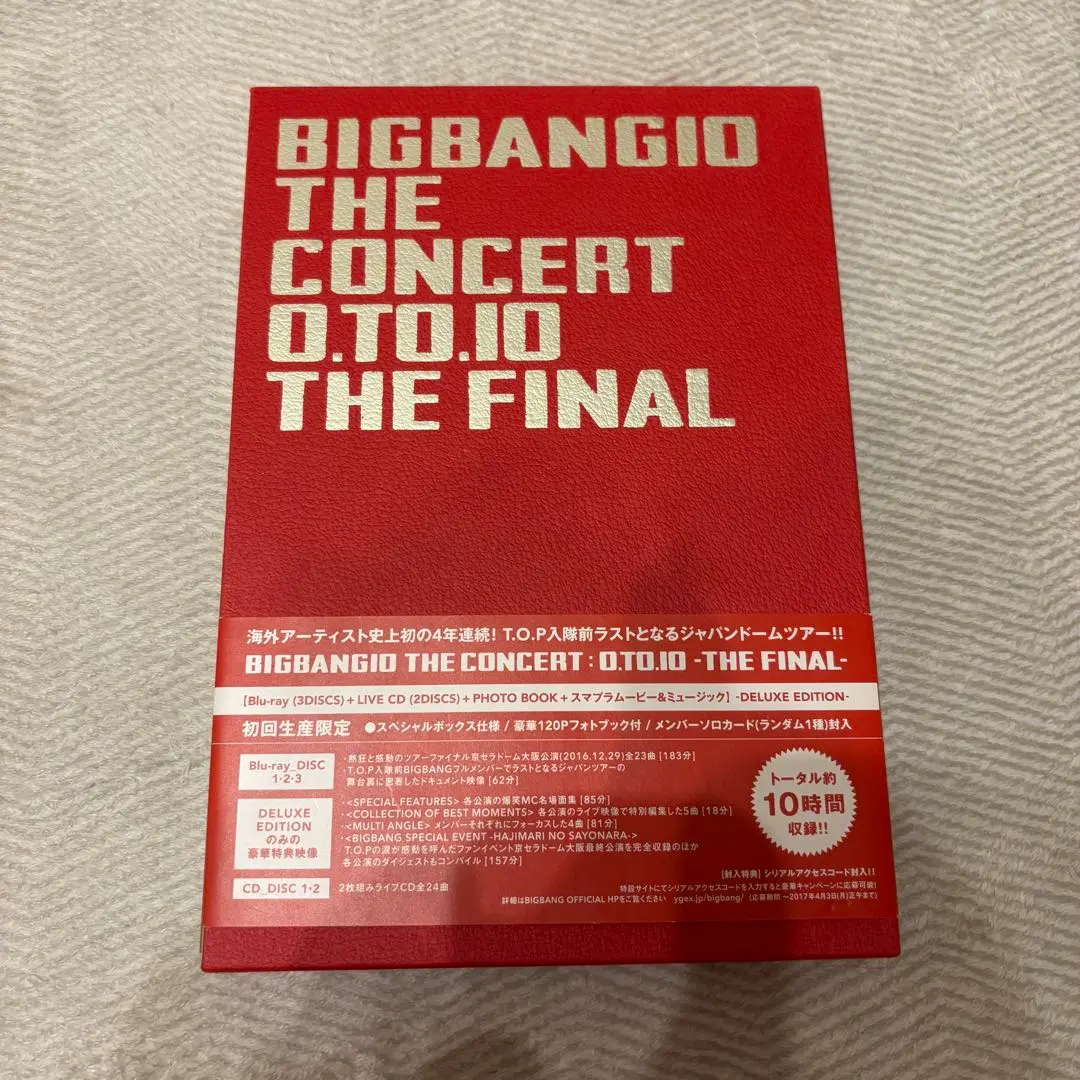 BIGBANG10
THE
CONCERT
0.TO.10
THE FINAL
海外アーティスト史上初の4年連続! T.O.P入隊前ラストとなるジャパンドームツアー!!
BIGBANG10 THE CONCERT : 0.TO.10 -THE FINAL-
【Blu-ray (3DISCS)+LIVE CD (2DISCS)+PHOTO BOOK+スマプラムービー&ミュージック】 -DELUXE EDITION-
初回生産限定 ●スペシャルボックス仕様 / 豪華120Pフォトブック付 / メンバーソロカード(ランダム1種)封入
Blu-ray_DISC
1・2・3
・熱狂と感動のツアーファイナル京セラドーム大阪公演(2016.12.29)全23曲 [183分]
・T.O.P入隊前BIGBANGフルメンバーでラストとなるジャパンツアーの
舞台裏に密着したドキュメント映像 [62分]
DELUXE
EDITION
のみの
豪華特典映像
・<SPECIAL FEATURES> 各公演の爆笑MC名場面集 [85分]
・<COLLECTION OF BEST MOMENTS> 各公演のライブ映像で特別編集した5曲 [18分]
・<MULTI ANGLE> メンバーそれぞれにフォーカスした4曲 [81分]
・<BIGBANG SPECIAL EVENT -HAJIMARI NO SAYONARA->
T.O.Pの涙が感動を呼んだファンイベント京セラドーム大阪最終公演を完全収録のほか
各公演のダイジェストもコンパイル [157分]
トータル約
10時間
収録!!
CD_DISC 1・2
2枚組みライブCD全24曲
[封入特典] シリアルアクセスコード封入!!
特設サイトにてシリアルアクセスコードを入力すると豪華キャンペーンに応募可能!
詳細はBIGBANG OFFICIAL HPをご覧ください ygex.jp/bigbang/ (応募期間 ～2017年4月3日(月)正午まで)